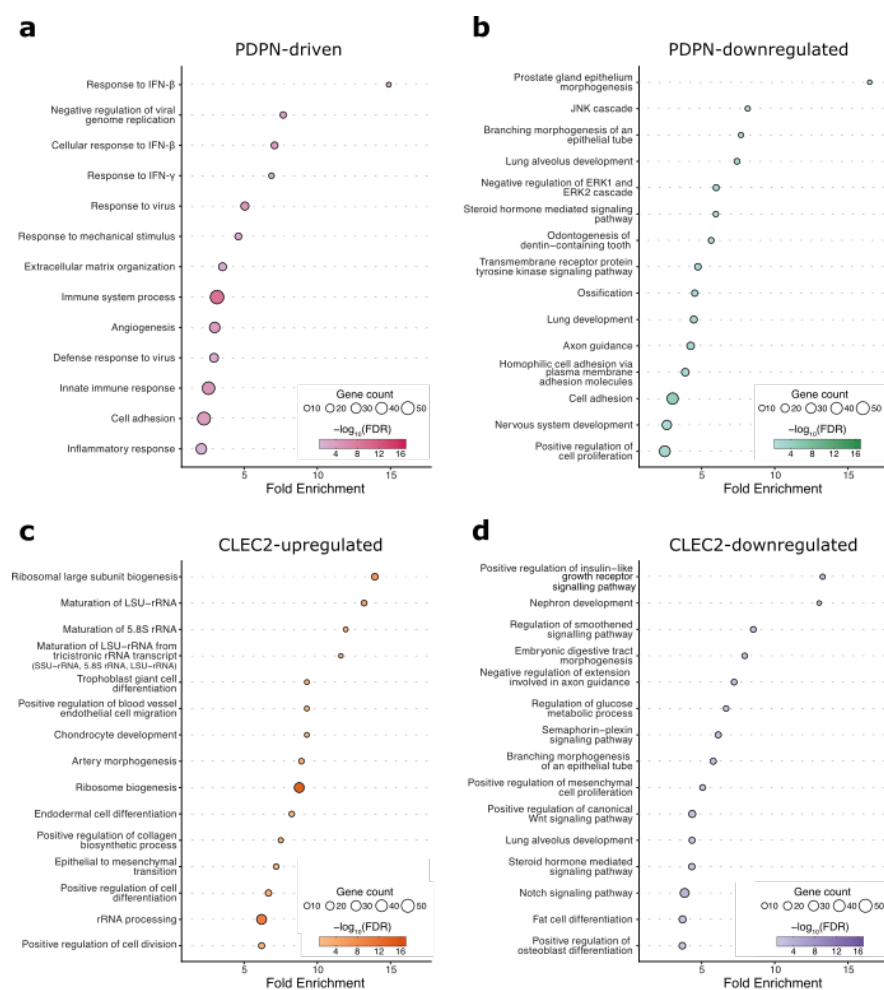 a
PDPN-driven
Response to IFN-β
Negative regulation of viral
genome replication
Cellular response to IFN-β
Response to IFN-γ
Response to virus
Response to mechanical stimulus
Extracellular matrix organization
Immune system process
Angiogenesis
Defense response to virus
Innate immune response
Cell adhesion
Inflammatory response
Gene count
10 20 30 40 50
−log10(FDR)
4 8 12 16
5 10 15
Fold Enrichment
b
PDPN-downregulated
Prostate gland epithelium
morphogenesis
JNK cascade
Branching morphogenesis of an
epithelial tube
Lung alveolus development
Negative regulation of ERK1 and
ERK2 cascade
Steroid hormone mediated signaling
pathway
Odontogenesis of
dentin−containing tooth
Transmembrane receptor protein
tyrosine kinase signaling pathway
Ossification
Lung development
Axon guidance
Homophilic cell adhesion via
plasma membrane
adhesion molecules
Cell adhesion
Nervous system development
Positive regulation of
cell proliferation
Gene count
10 20 30 40 50
−log10(FDR)
4 8 12 16
5 10 15
Fold Enrichment
c
CLEC2-upregulated
Ribosomal large subunit biogenesis
Maturation of LSU−rRNA
Maturation of 5.8S rRNA
Maturation of LSU−rRNA from
tricistronic rRNA transcript
(SSU−rRNA, 5.8S rRNA, LSU−rRNA)
Trophoblast giant cell
differentiation
Positive regulation of blood vessel
endothelial cell migration
Chondrocyte development
Artery morphogenesis
Ribosome biogenesis
Endodermal cell differentiation
Positive regulation of collagen
biosynthetic process
Epithelial to mesenchymal
transition
Positive regulation of cell
differentiation
rRNA processing
Positive regulation of cell division
Gene count
10 20 30 40 50
−log10(FDR)
4 8 12 16
5 10 15
Fold Enrichment
d
CLEC2-downregulated
Positive regulation of insulin−like
growth receptor
signalling pathway
Nephron development
Regulation of smoothened
signalling pathway
Embryonic digestive tract
morphogenesis
Negative regulation of extension
involved in axon guidance
Regulation of glucose
metabolic process
Semaphorin−plexin
signaling pathway
Branching morphogenesis
of an epithelial tube
Positive regulation of mesenchymal
cell proliferation
Positive regulation of canonical
Wnt signaling pathway
Lung alveolus development
Steroid hormone mediated
signaling pathway
Notch signaling pathway
Fat cell differentiation
Positive regulation of
osteoblast differentiation
Gene count
10 20 30 40 50
−log10(FDR)
4 8 12 16
5 10 15
Fold Enrichment